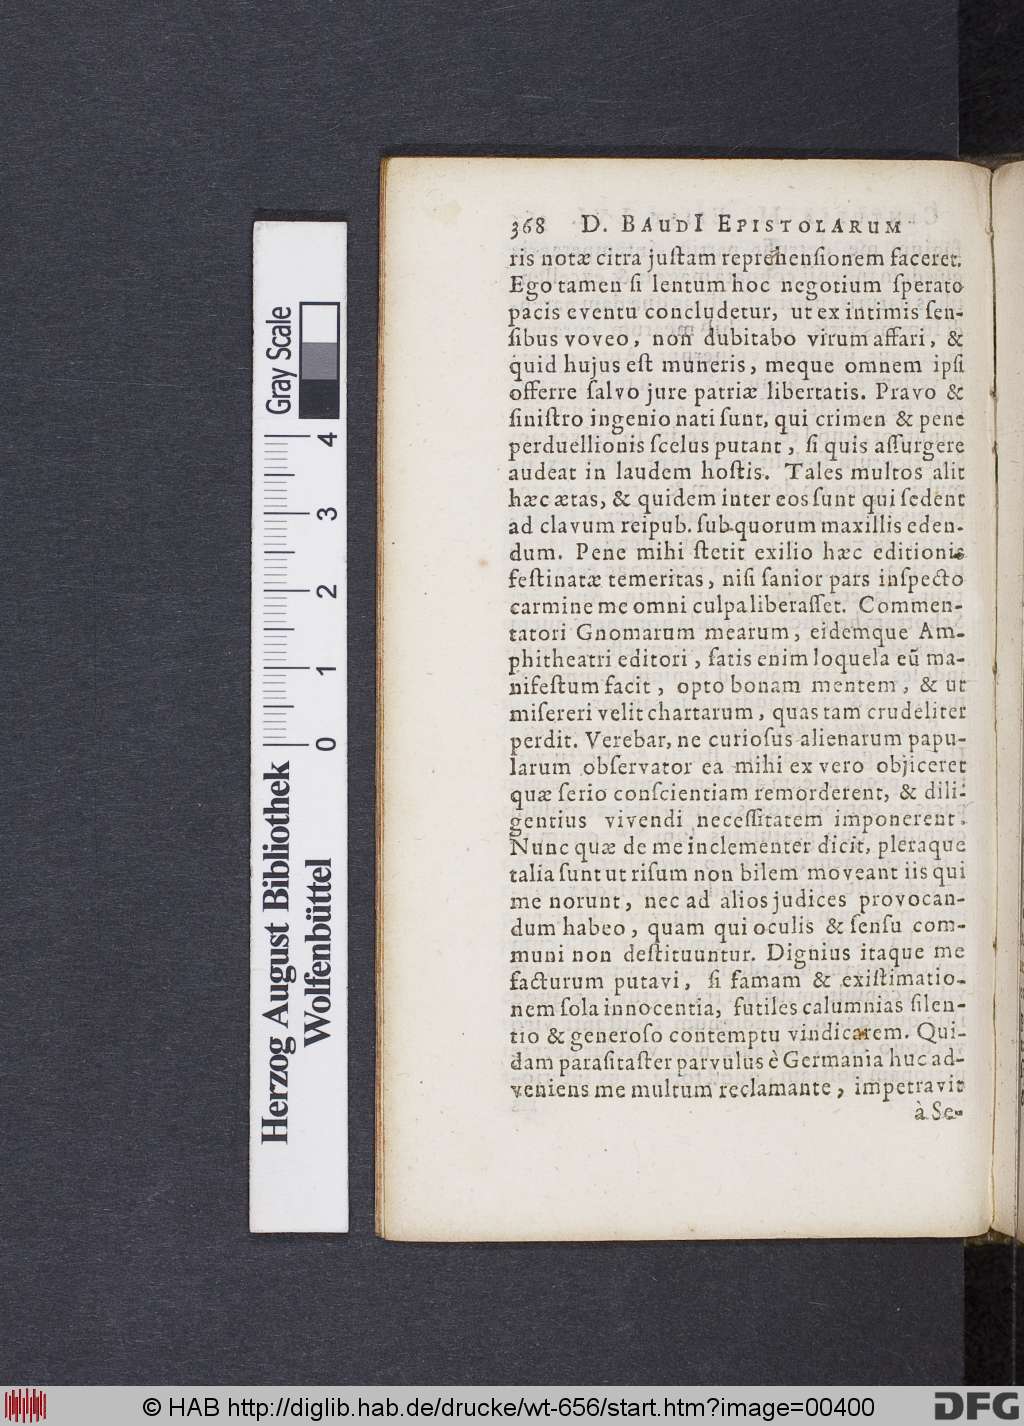 368 D. BAUDI EPISTOLARUM
ris notæ citra juſtam reprehenſionem faceret.
Ego tamen ſi lentum hoc negotium ſperato
pacis eventu concludetur, ut ex intimis ſen-
ſibus voveo, non dubitabo virum affari, &
quid hujus eſt muneris, meque omnem ipſi
offerre ſalvo jure patriæ libertatis. Pravo &
ſiniſtro ingenio nati ſunt, qui crimen & pene
perduellionis ſcelus putant, ſi quis aſſurgere
audeat in laudem hoſtis. Tales multos alit
hæc ætas, & quidem inter eos ſunt qui ſedent
ad clavum reipub. ſub quorum maxillis eden-
dum. Pene mihi ſtetit exilio hæc editionis
feſtinatæ temeritas, niſi ſanior pars inſpecto
carmine me omni culpa liberaſſet. Commen-
tatori Gnomarum mearum, eidemque Am-
phitheatri editori, ſatis enim loquela eū ma-
nifeſtum facit, opto bonam mentem, & ut
miſereri velit chartarum, quas tam crudeliter
perdit. Verebar, ne curioſus alienarum papu-
larum obſervator ea mihi ex vero objiceret
quæ ſerio conſcientiam remorderent, & dili-
gentius vivendi neceſſitatem imponerent.
Nunc quæ de me inclementer dicit, pleraque
talia ſunt ut riſum non bilem moveant iis qui
me norunt, nec ad alios judices provocan-
dum habeo, quam qui oculis & ſenſu com-
muni non deſtituuntur. Dignius itaque me
facturum putavi, ſi famam & exiſtimatio-
nem ſola innocentia, futiles calumnias ſilen-
tio & generoſo contemptu vindicarem. Qui-
dam paraſitaſter parvulus è Germania huc ad-
veniens me multum reclamante, impetravit
à Se-
Herzog August Bibliothek
Wolfenbüttel
0 1 2 3 4
Gray Scale
© HAB http://diglib.hab.de/drucke/wt-656/start.htm?image=00400
DFG